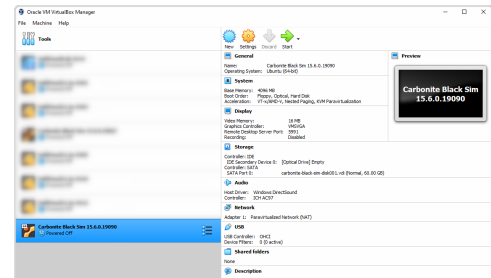 Oracle VM VirtualBox Manager
File Machine Help
Tools
New Settings Discard Start
General
Name: Carbonite Black Sim 15.6.0.19090
Operating System: Ubuntu (64-bit)
System
Base Memory: 4096 MB
Boot Order: Floppy, Optical, Hard Disk
Acceleration: VT-x/AMD-V, Nested Paging, KVM Paravirtualization
Display
Video Memory: 16 MB
Graphics Controller: VMSVGA
Remote Desktop Server Port: 5991
Recording: Disabled
Storage
Controller: IDE
IDE Secondary Device 0: [Optical Drive] Empty
Controller: SATA
SATA Port 0: carbonite-black-sim-disk001.vdi (Normal, 60.00 GB)
Audio
Host Driver: Windows DirectSound
Controller: ICH AC97
Network
Adapter 1: Paravirtualized Network (NAT)
USB
USB Controller: OHCI
Device Filters: 0 (0 active)
Shared folders
None
Description
Preview
Carbonite Black Sim
15.6.0.19090
Carbonite Black Sim 15.6.0.19090
Powered Off